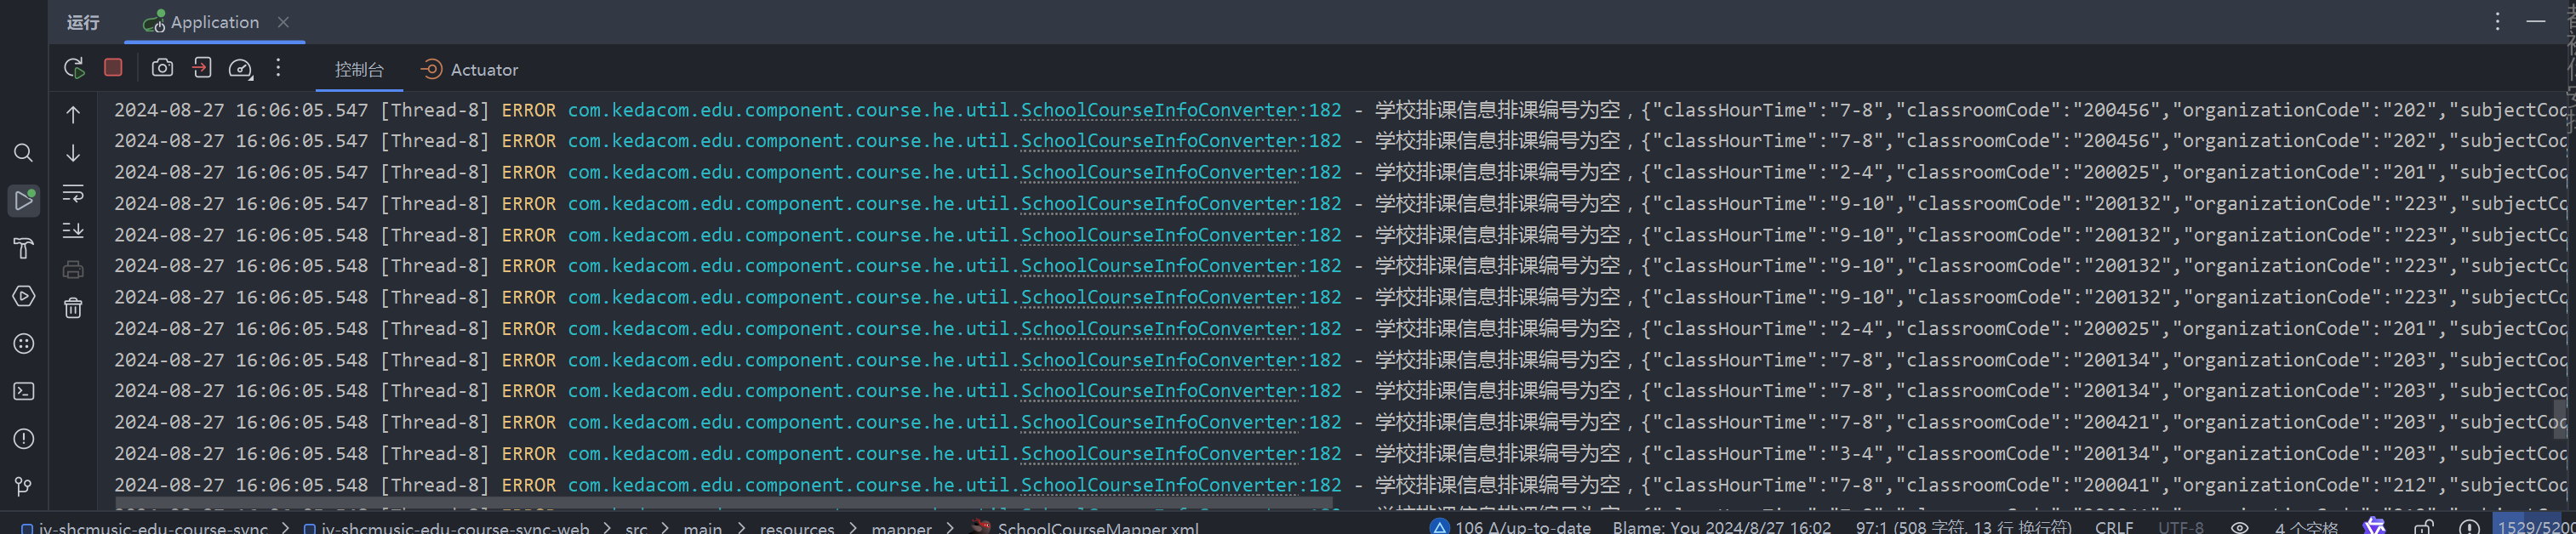 运行 Application
控制台 Actuator
2024-08-27 16:06:05.547 [Thread-8] ERROR com.kedacom.edu.component.course.he.util.SchoolCourseInfoConverter:182 - 学校排课信息排课编号为空，{"classHourTime":"7-8","classroomCode":"200456","organizationCode":"202","subjectCod
2024-08-27 16:06:05.547 [Thread-8] ERROR com.kedacom.edu.component.course.he.util.SchoolCourseInfoConverter:182 - 学校排课信息排课编号为空，{"classHourTime":"7-8","classroomCode":"200456","organizationCode":"202","subjectCod
2024-08-27 16:06:05.547 [Thread-8] ERROR com.kedacom.edu.component.course.he.util.SchoolCourseInfoConverter:182 - 学校排课信息排课编号为空，{"classHourTime":"2-4","classroomCode":"200025","organizationCode":"201","subjectCod
2024-08-27 16:06:05.547 [Thread-8] ERROR com.kedacom.edu.component.course.he.util.SchoolCourseInfoConverter:182 - 学校排课信息排课编号为空，{"classHourTime":"9-10","classroomCode":"200132","organizationCode":"223","subjectCo
2024-08-27 16:06:05.548 [Thread-8] ERROR com.kedacom.edu.component.course.he.util.SchoolCourseInfoConverter:182 - 学校排课信息排课编号为空，{"classHourTime":"9-10","classroomCode":"200132","organizationCode":"223","subjectCo
2024-08-27 16:06:05.548 [Thread-8] ERROR com.kedacom.edu.component.course.he.util.SchoolCourseInfoConverter:182 - 学校排课信息排课编号为空，{"classHourTime":"9-10","classroomCode":"200132","organizationCode":"223","subjectCo
2024-08-27 16:06:05.548 [Thread-8] ERROR com.kedacom.edu.component.course.he.util.SchoolCourseInfoConverter:182 - 学校排课信息排课编号为空，{"classHourTime":"9-10","classroomCode":"200132","organizationCode":"223","subjectCo
2024-08-27 16:06:05.548 [Thread-8] ERROR com.kedacom.edu.component.course.he.util.SchoolCourseInfoConverter:182 - 学校排课信息排课编号为空，{"classHourTime":"2-4","classroomCode":"200025","organizationCode":"201","subjectCod
2024-08-27 16:06:05.548 [Thread-8] ERROR com.kedacom.edu.component.course.he.util.SchoolCourseInfoConverter:182 - 学校排课信息排课编号为空，{"classHourTime":"7-8","classroomCode":"200134","organizationCode":"203","subjectCod
2024-08-27 16:06:05.548 [Thread-8] ERROR com.kedacom.edu.component.course.he.util.SchoolCourseInfoConverter:182 - 学校排课信息排课编号为空，{"classHourTime":"7-8","classroomCode":"200134","organizationCode":"203","subjectCod
2024-08-27 16:06:05.548 [Thread-8] ERROR com.kedacom.edu.component.course.he.util.SchoolCourseInfoConverter:182 - 学校排课信息排课编号为空，{"classHourTime":"7-8","classroomCode":"200421","organizationCode":"203","subjectCod
2024-08-27 16:06:05.548 [Thread-8] ERROR com.kedacom.edu.component.course.he.util.SchoolCourseInfoConverter:182 - 学校排课信息排课编号为空，{"classHourTime":"3-4","classroomCode":"200134","organizationCode":"203","subjectCod
2024-08-27 16:06:05.548 [Thread-8] ERROR com.kedacom.edu.component.course.he.util.SchoolCourseInfoConverter:182 - 学校排课信息排课编号为空，{"classHourTime":"7-8","classroomCode":"200041","organizationCode":"212","subjectCod
iv-shcmusic-edu-course-sync > iv-shcmusic-edu-course-sync-web > src > main > resources > mapper > SchoolCourseMapper.xml 106 Δ/up-to-date Blame: You 2024/8/27 16:02 97:1 (508 字符, 13 行 换行符) CRLF UTF-8 4 个空格 1529/5200